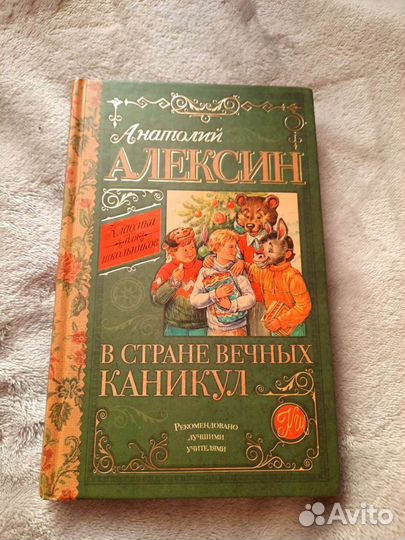 Анатолий
АЛЕКСИН
Классика
для
школьников
В СТРАНЕ ВЕЧНЫХ
КАНИКУЛ
Рекомендовано
лучшими
учителями
Avito